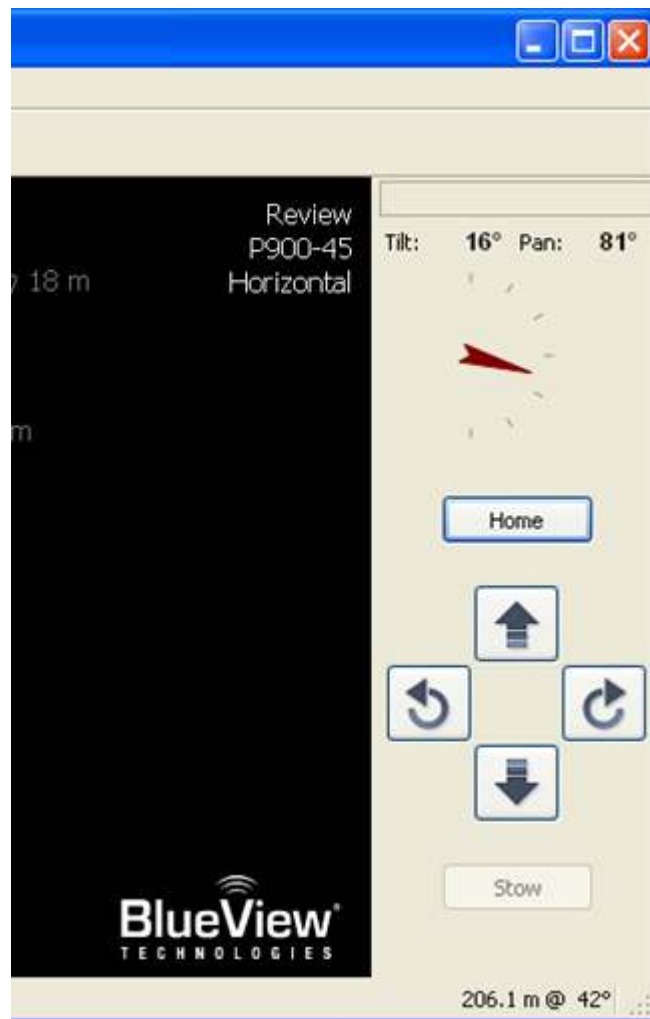 Review
P900-45
Horizontal
18 m
m
Tilt: 16° Pan: 81°
Home
Stow
BlueView®
TECHNOLOGIES
206.1 m @ 42°